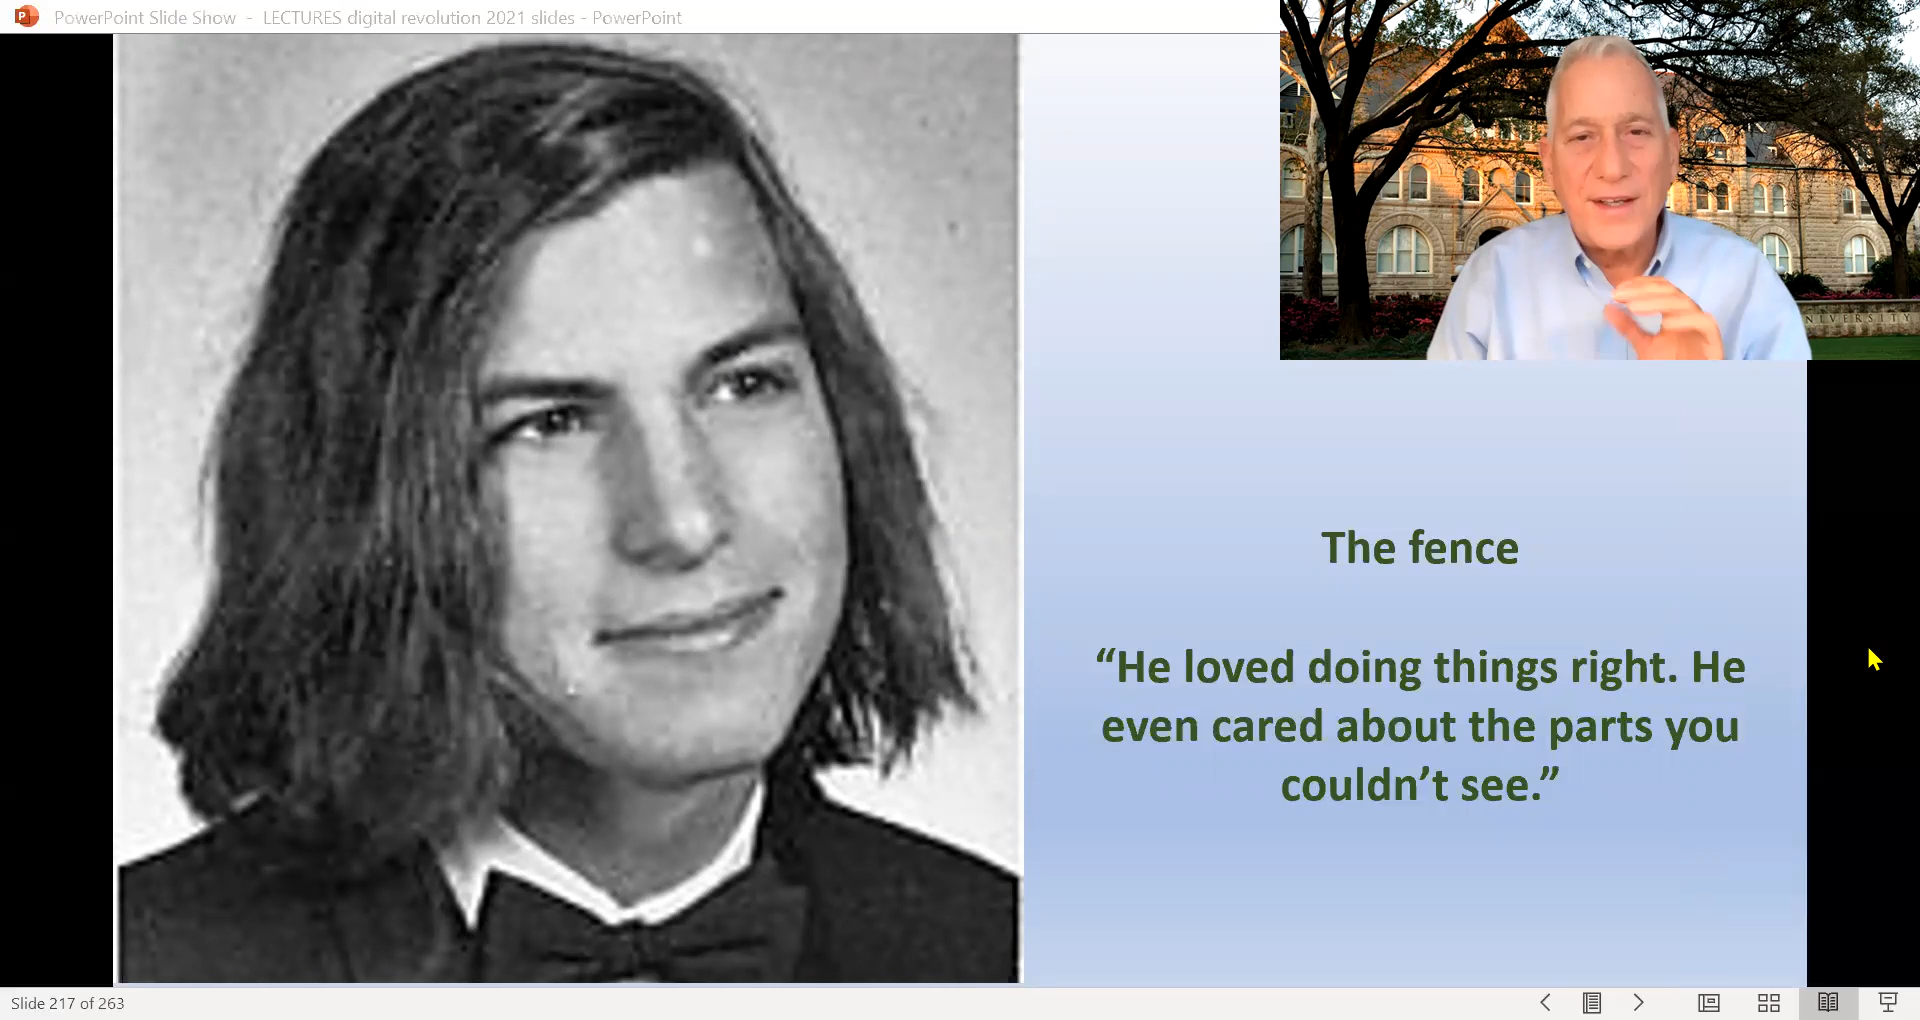 PowerPoint Slide Show - LECTURES digital revolution 2021 slides - PowerPoint
NIVERSITY
The fence
“He loved doing things right. He
even cared about the parts you
couldn’t see.”
Slide 217 of 263